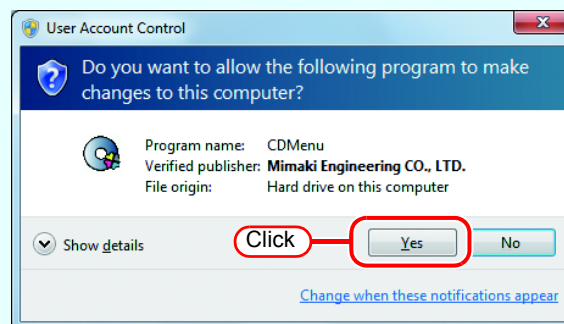 User Account Control
Do you want to allow the following program to make
changes to this computer?
Program name: CDMenu
Verified publisher: Mimaki Engineering CO., LTD.
File origin: Hard drive on this computer
Show details
Click
Yes
No
Change when these notifications appear